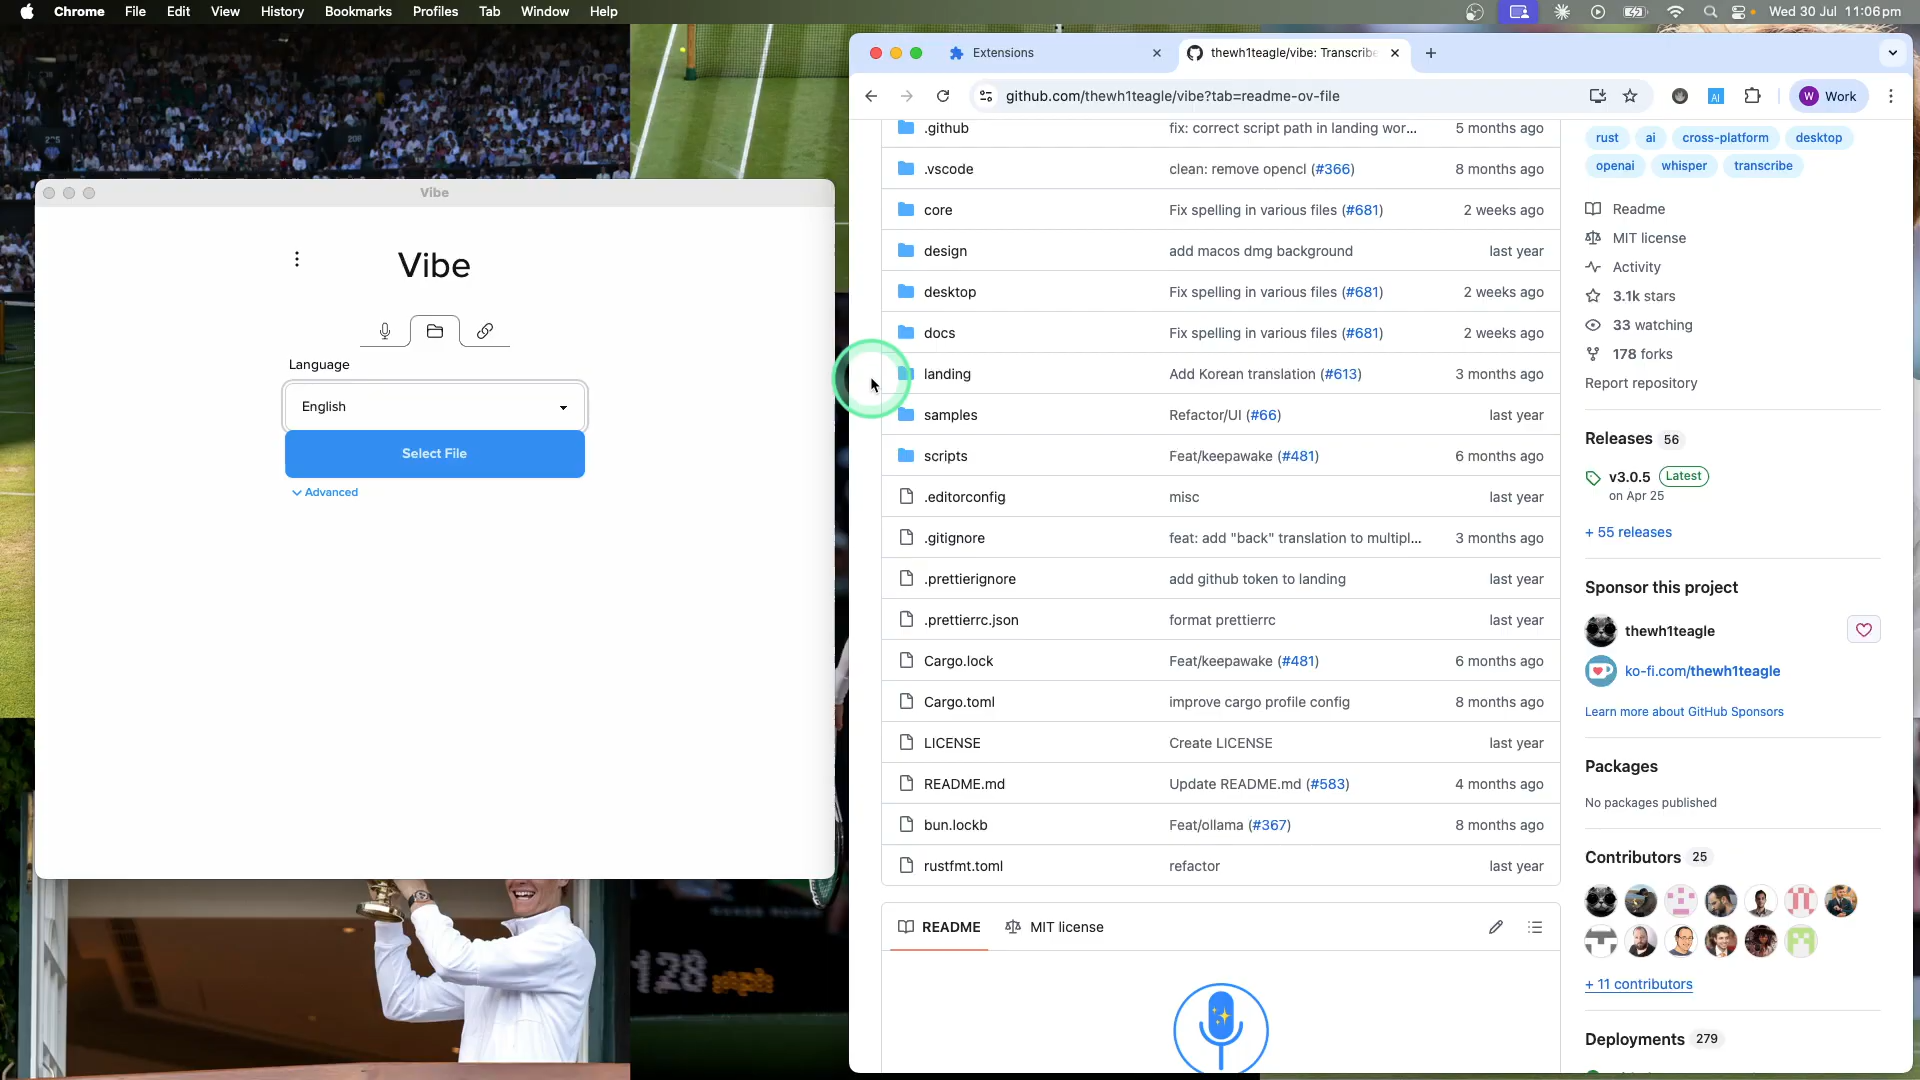 Chrome File Edit View History Bookmarks Profiles Tab Window Help Wed 30 Jul 11:06 pm
Extensions
thewh1teagle/vibe: Transcribe
github.com/thewh1teagle/vibe?tab=readme-ov-file
AI
W Work
Vibe
Vibe
Language
English
Select File
Advanced
.github fix: correct script path in landing wor... 5 months ago
.vscode clean: remove opencl (#366) 8 months ago
core Fix spelling in various files (#681) 2 weeks ago
design add macos dmg background last year
desktop Fix spelling in various files (#681) 2 weeks ago
docs Fix spelling in various files (#681) 2 weeks ago
landing Add Korean translation (#613) 3 months ago
samples Refactor/UI (#66) last year
scripts Feat/keepawake (#481) 6 months ago
.editorconfig misc last year
.gitignore feat: add "back" translation to multipl... 3 months ago
.prettierignore add github token to landing last year
.prettierrc.json format prettierrc last year
Cargo.lock Feat/keepawake (#481) 6 months ago
Cargo.toml improve cargo profile config 8 months ago
LICENSE Create LICENSE last year
README.md Update README.md (#583) 4 months ago
bun.lockb Feat/ollama (#367) 8 months ago
rustfmt.toml refactor last year
README MIT license
rust ai cross-platform desktop
openai whisper transcribe
Readme
MIT license
Activity
3.1k stars
33 watching
178 forks
Report repository
Releases 56
v3.0.5 Latest
on Apr 25
+ 55 releases
Sponsor this project
thewh1teagle
ko-fi.com/thewh1teagle
Learn more about GitHub Sponsors
Packages
No packages published
Contributors 25
+ 11 contributors
Deployments 279
128